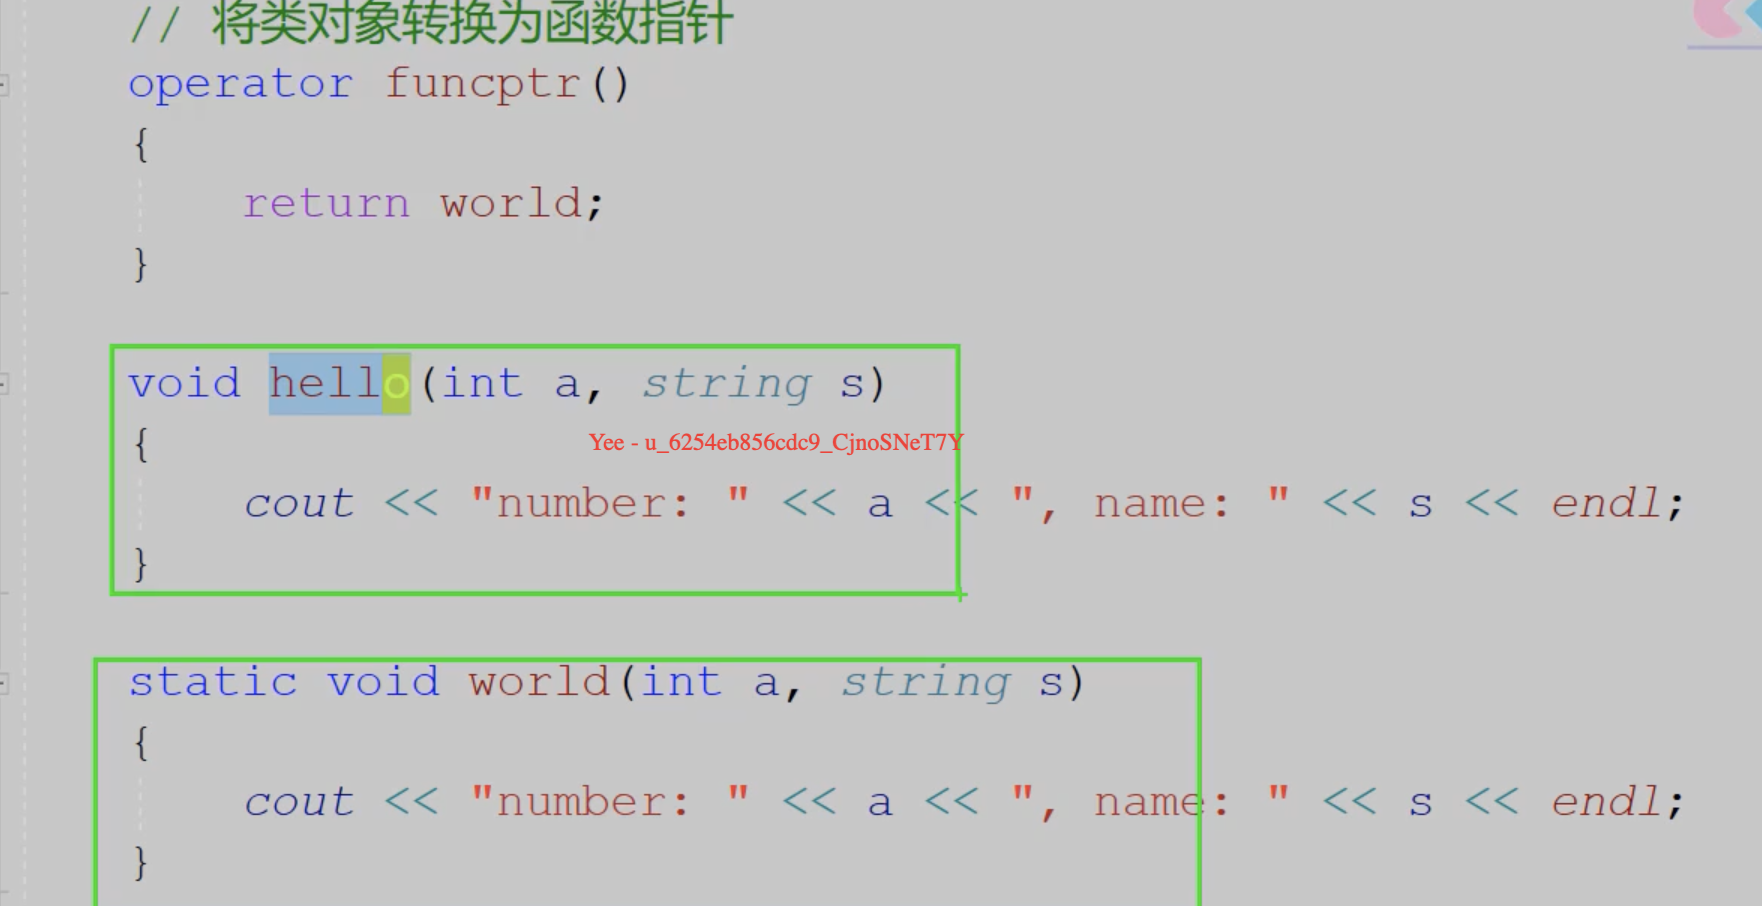 // 将类对象转换为函数指针
operator funcptr()
{
return world;
}
void hello(int a, string s)
{
Yee - u_6254eb856cdc9_CjnoSNeT7Y
cout << "number: " << a << ", name: " << s << endl;
}
static void world(int a, string s)
{
cout << "number: " << a << ", name: " << s << endl;
}